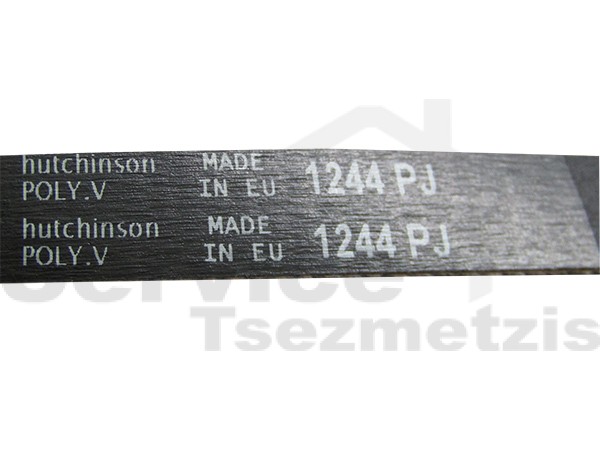 hutchinson MADE 1244 PJ
POLY.V IN EU
hutchinson MADE 1244 PJ
POLY.V IN EU
Service
Tsezmetzis